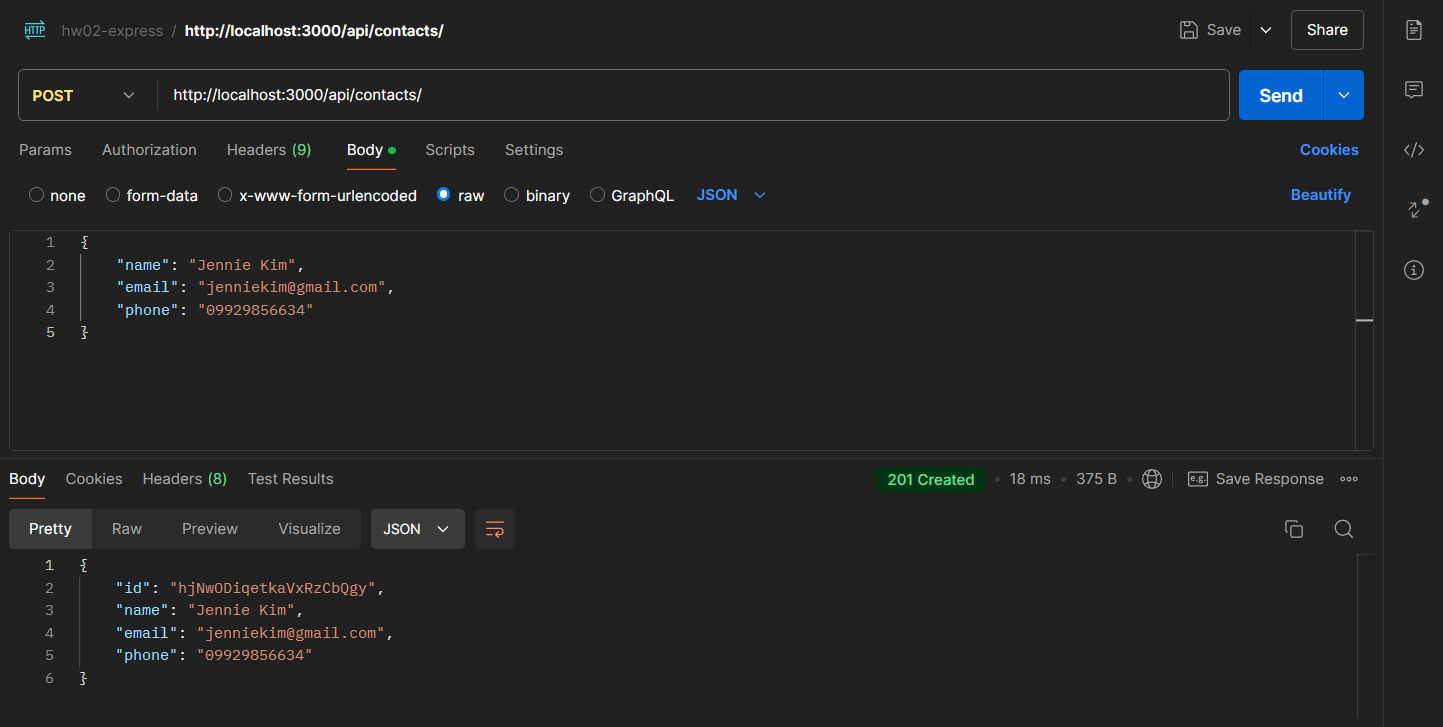 HTTP hw02-express / http://localhost:3000/api/contacts/ Save Share
POST http://localhost:3000/api/contacts/ Send
Params Authorization Headers (9) Body Scripts Settings Cookies
none form-data x-www-form-urlencoded raw binary GraphQL JSON Beautify
1 {
2 "name": "Jennie Kim",
3 "email": "jenniekim@gmail.com",
4 "phone": "09929856634"
5 }
Body Cookies Headers (8) Test Results 201 Created • 18 ms • 375 B • e.g. Save Response
Pretty Raw Preview Visualize JSON
1 {
2 "id": "hjNwODiqetkaVxRzCbQgy",
3 "name": "Jennie Kim",
4 "email": "jenniekim@gmail.com",
5 "phone": "09929856634"
6 }